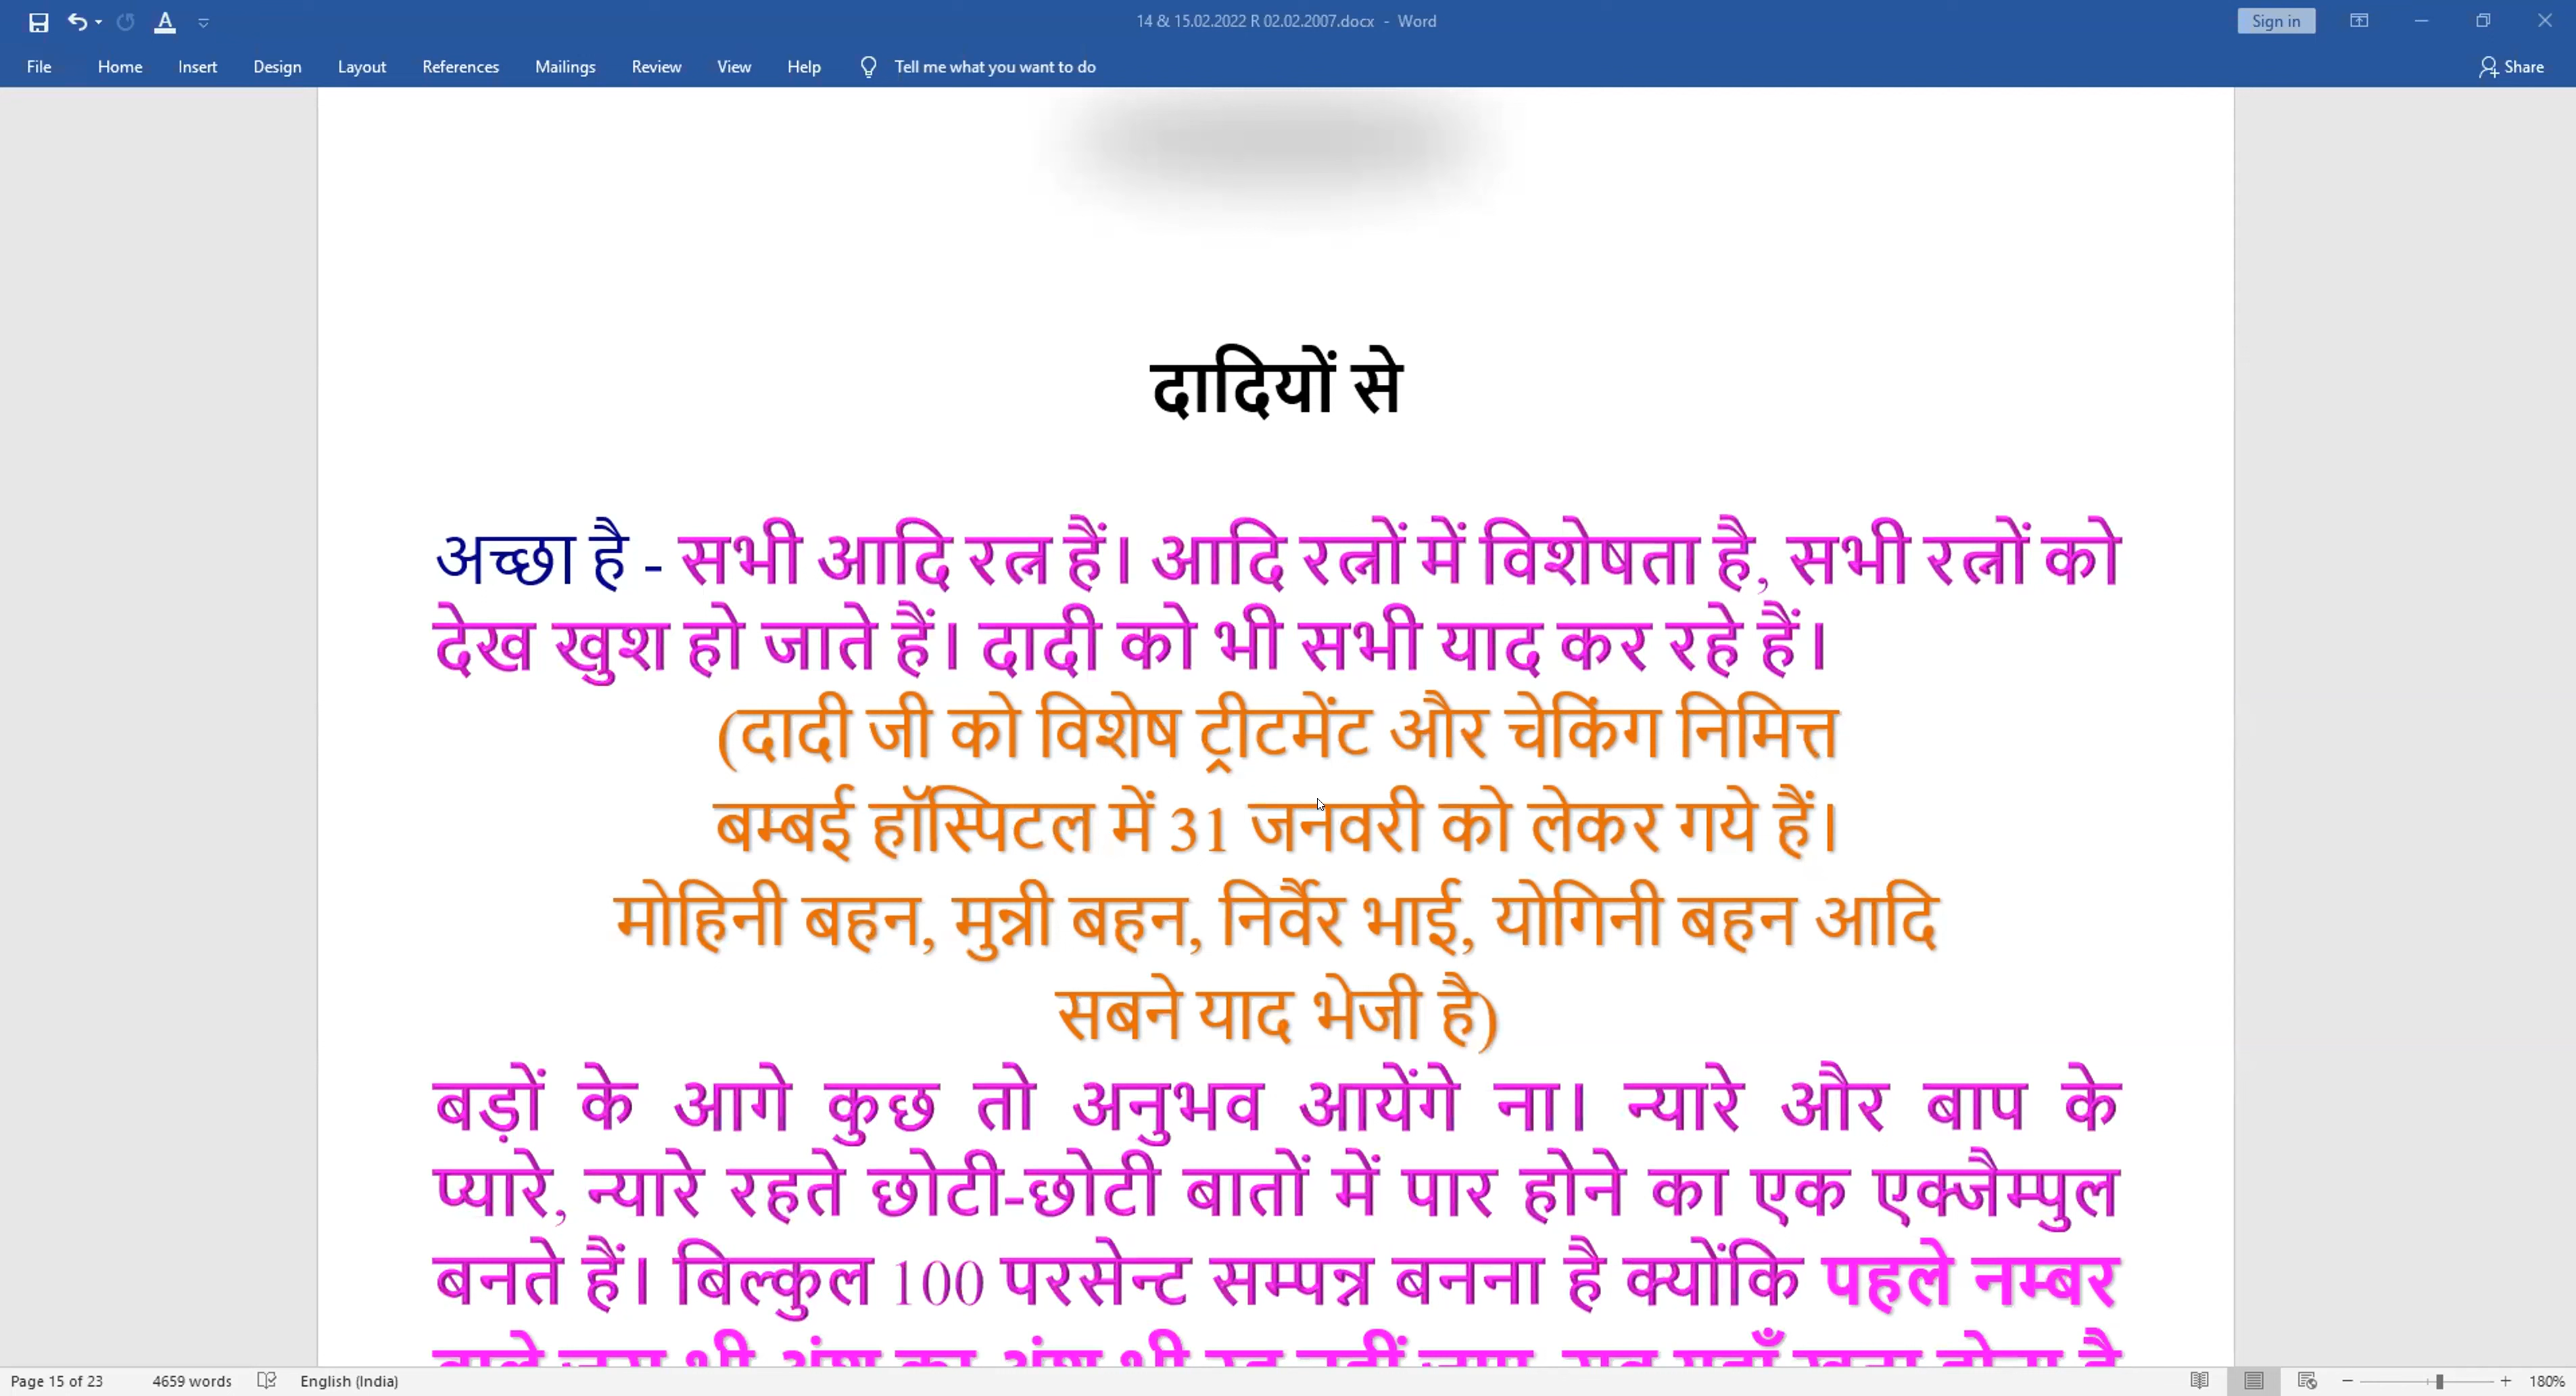 14 & 15.02.2022 R 02.02.2007.docx - Word
Sign in
File Home Insert Design Layout References Mailings Review View Help Tell me what you want to do Share
दादियों से
अच्छा है - सभी आदि रत्न हैं। आदि रत्नों में विशेषता है, सभी रत्नों को
देख खुश हो जाते हैं। दादी को भी सभी याद कर रहे हैं।
(दादी जी को विशेष ट्रीटमेंट और चेकिंग निमित्त
बम्बई हॉस्पिटल में 31 जनवरी को लेकर गये हैं।
मोहिनी बहन, मुन्नी बहन, निर्वैर भाई, योगिनी बहन आदि
सबने याद भेजी है)
बड़ों के आगे कुछ तो अनुभव आयेंगे ना। न्यारे और बाप के
प्यारे, न्यारे रहते छोटी-छोटी बातों में पार होने का एक एक्जैम्पुल
बनते हैं। बिल्कुल 100 परसेन्ट सम्पन्न बनना है क्योंकि पहले नम्बर
Page 15 of 23 4659 words English (India) 180%